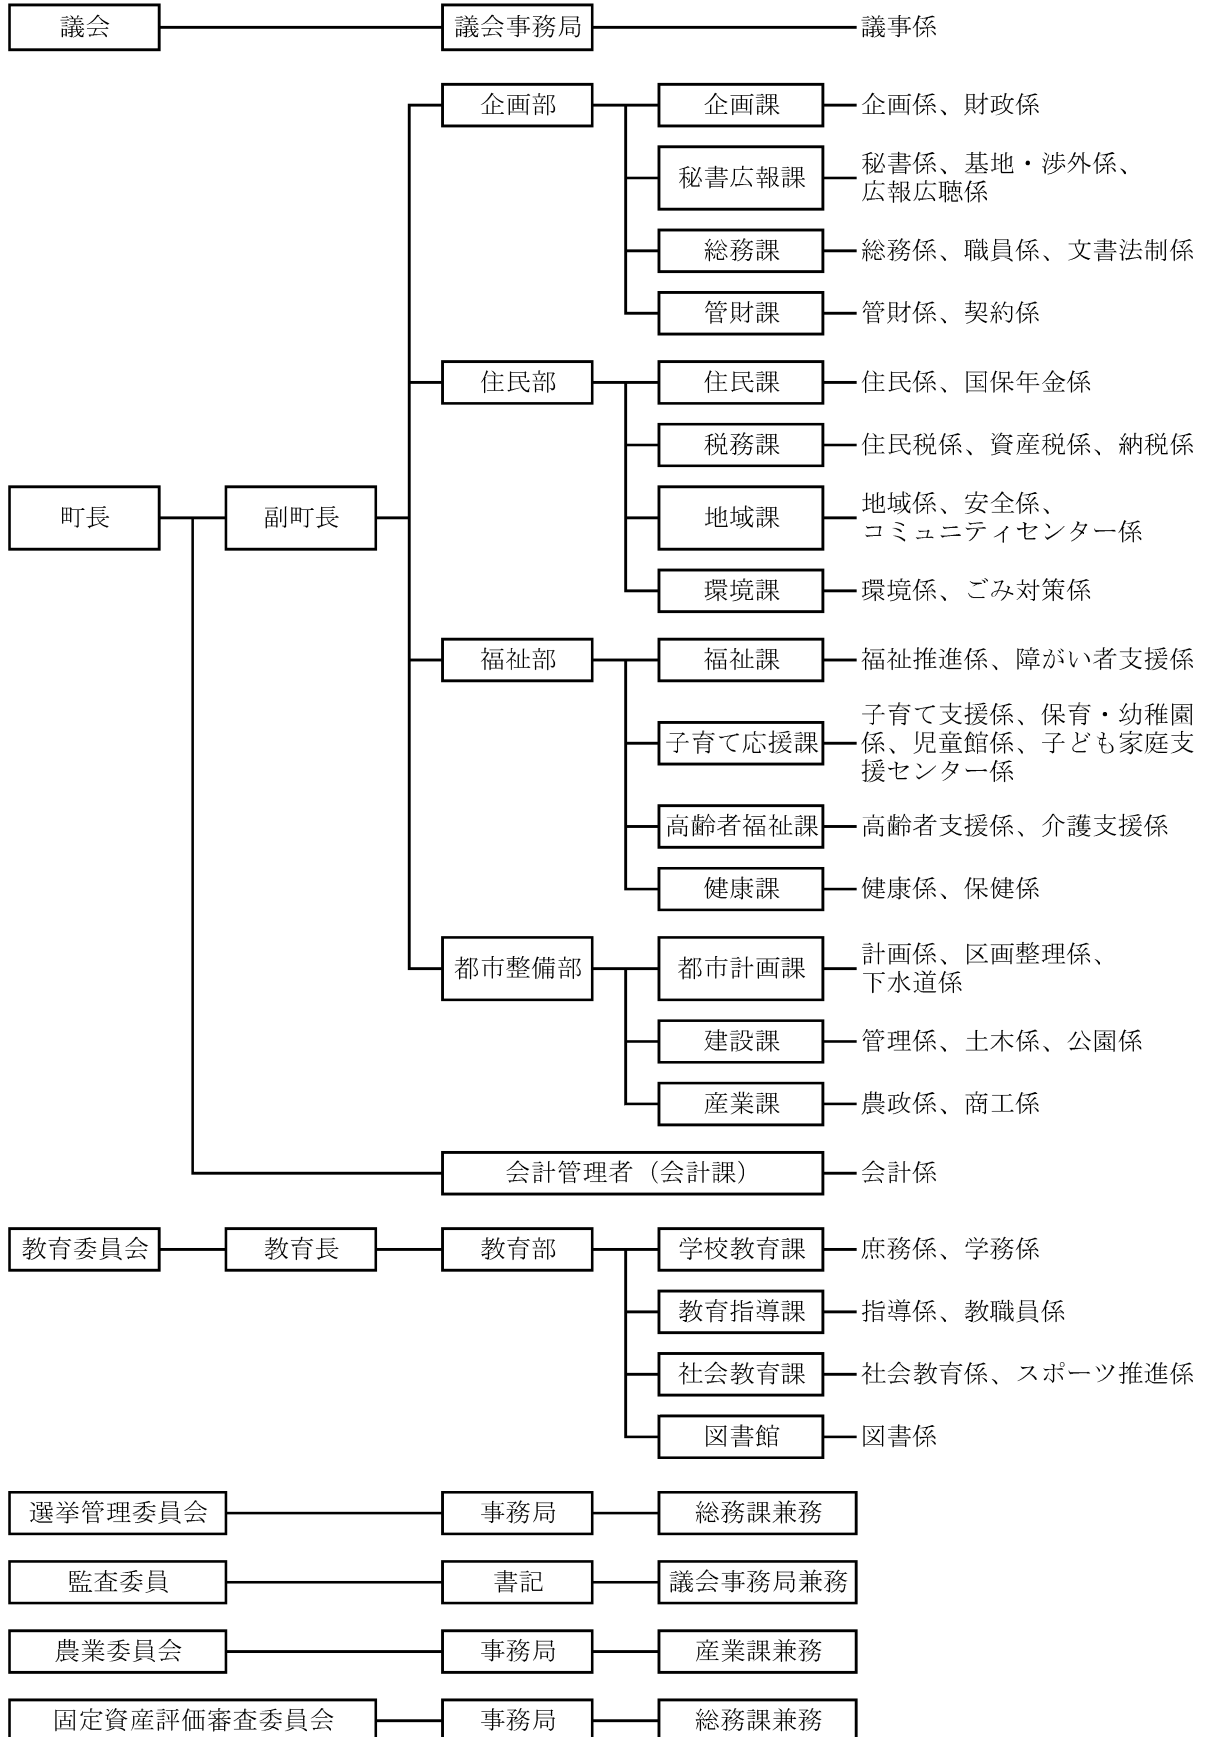 議会
議会事務局
議事係
企画部
企画課
企画係、財政係
秘書広報課
秘書係、基地・渉外係、
広報広聴係
総務課
総務係、職員係、文書法制係
管財課
管財係、契約係
住民部
住民課
住民係、国保年金係
税務課
住民税係、資産税係、納税係
町長
副町長
地域課
地域係、安全係、
コミュニティセンター係
環境課
環境係、ごみ対策係
福祉部
福祉課
福祉推進係、障がい者支援係
子育て応援課
子育て支援係、保育・幼稚園
係、児童館係、子ども家庭支
援センター係
高齢者福祉課
高齢者支援係、介護支援係
健康課
健康係、保健係
都市整備部
都市計画課
計画係、区画整理係、
下水道係
建設課
管理係、土木係、公園係
産業課
農政係、商工係
会計管理者（会計課）
会計係
教育委員会
教育長
教育部
学校教育課
庶務係、学務係
教育指導課
指導係、教職員係
社会教育課
社会教育係、スポーツ推進係
図書館
図書係
選挙管理委員会
事務局
総務課兼務
監査委員
書記
議会事務局兼務
農業委員会
事務局
産業課兼務
固定資産評価審査委員会
事務局
総務課兼務